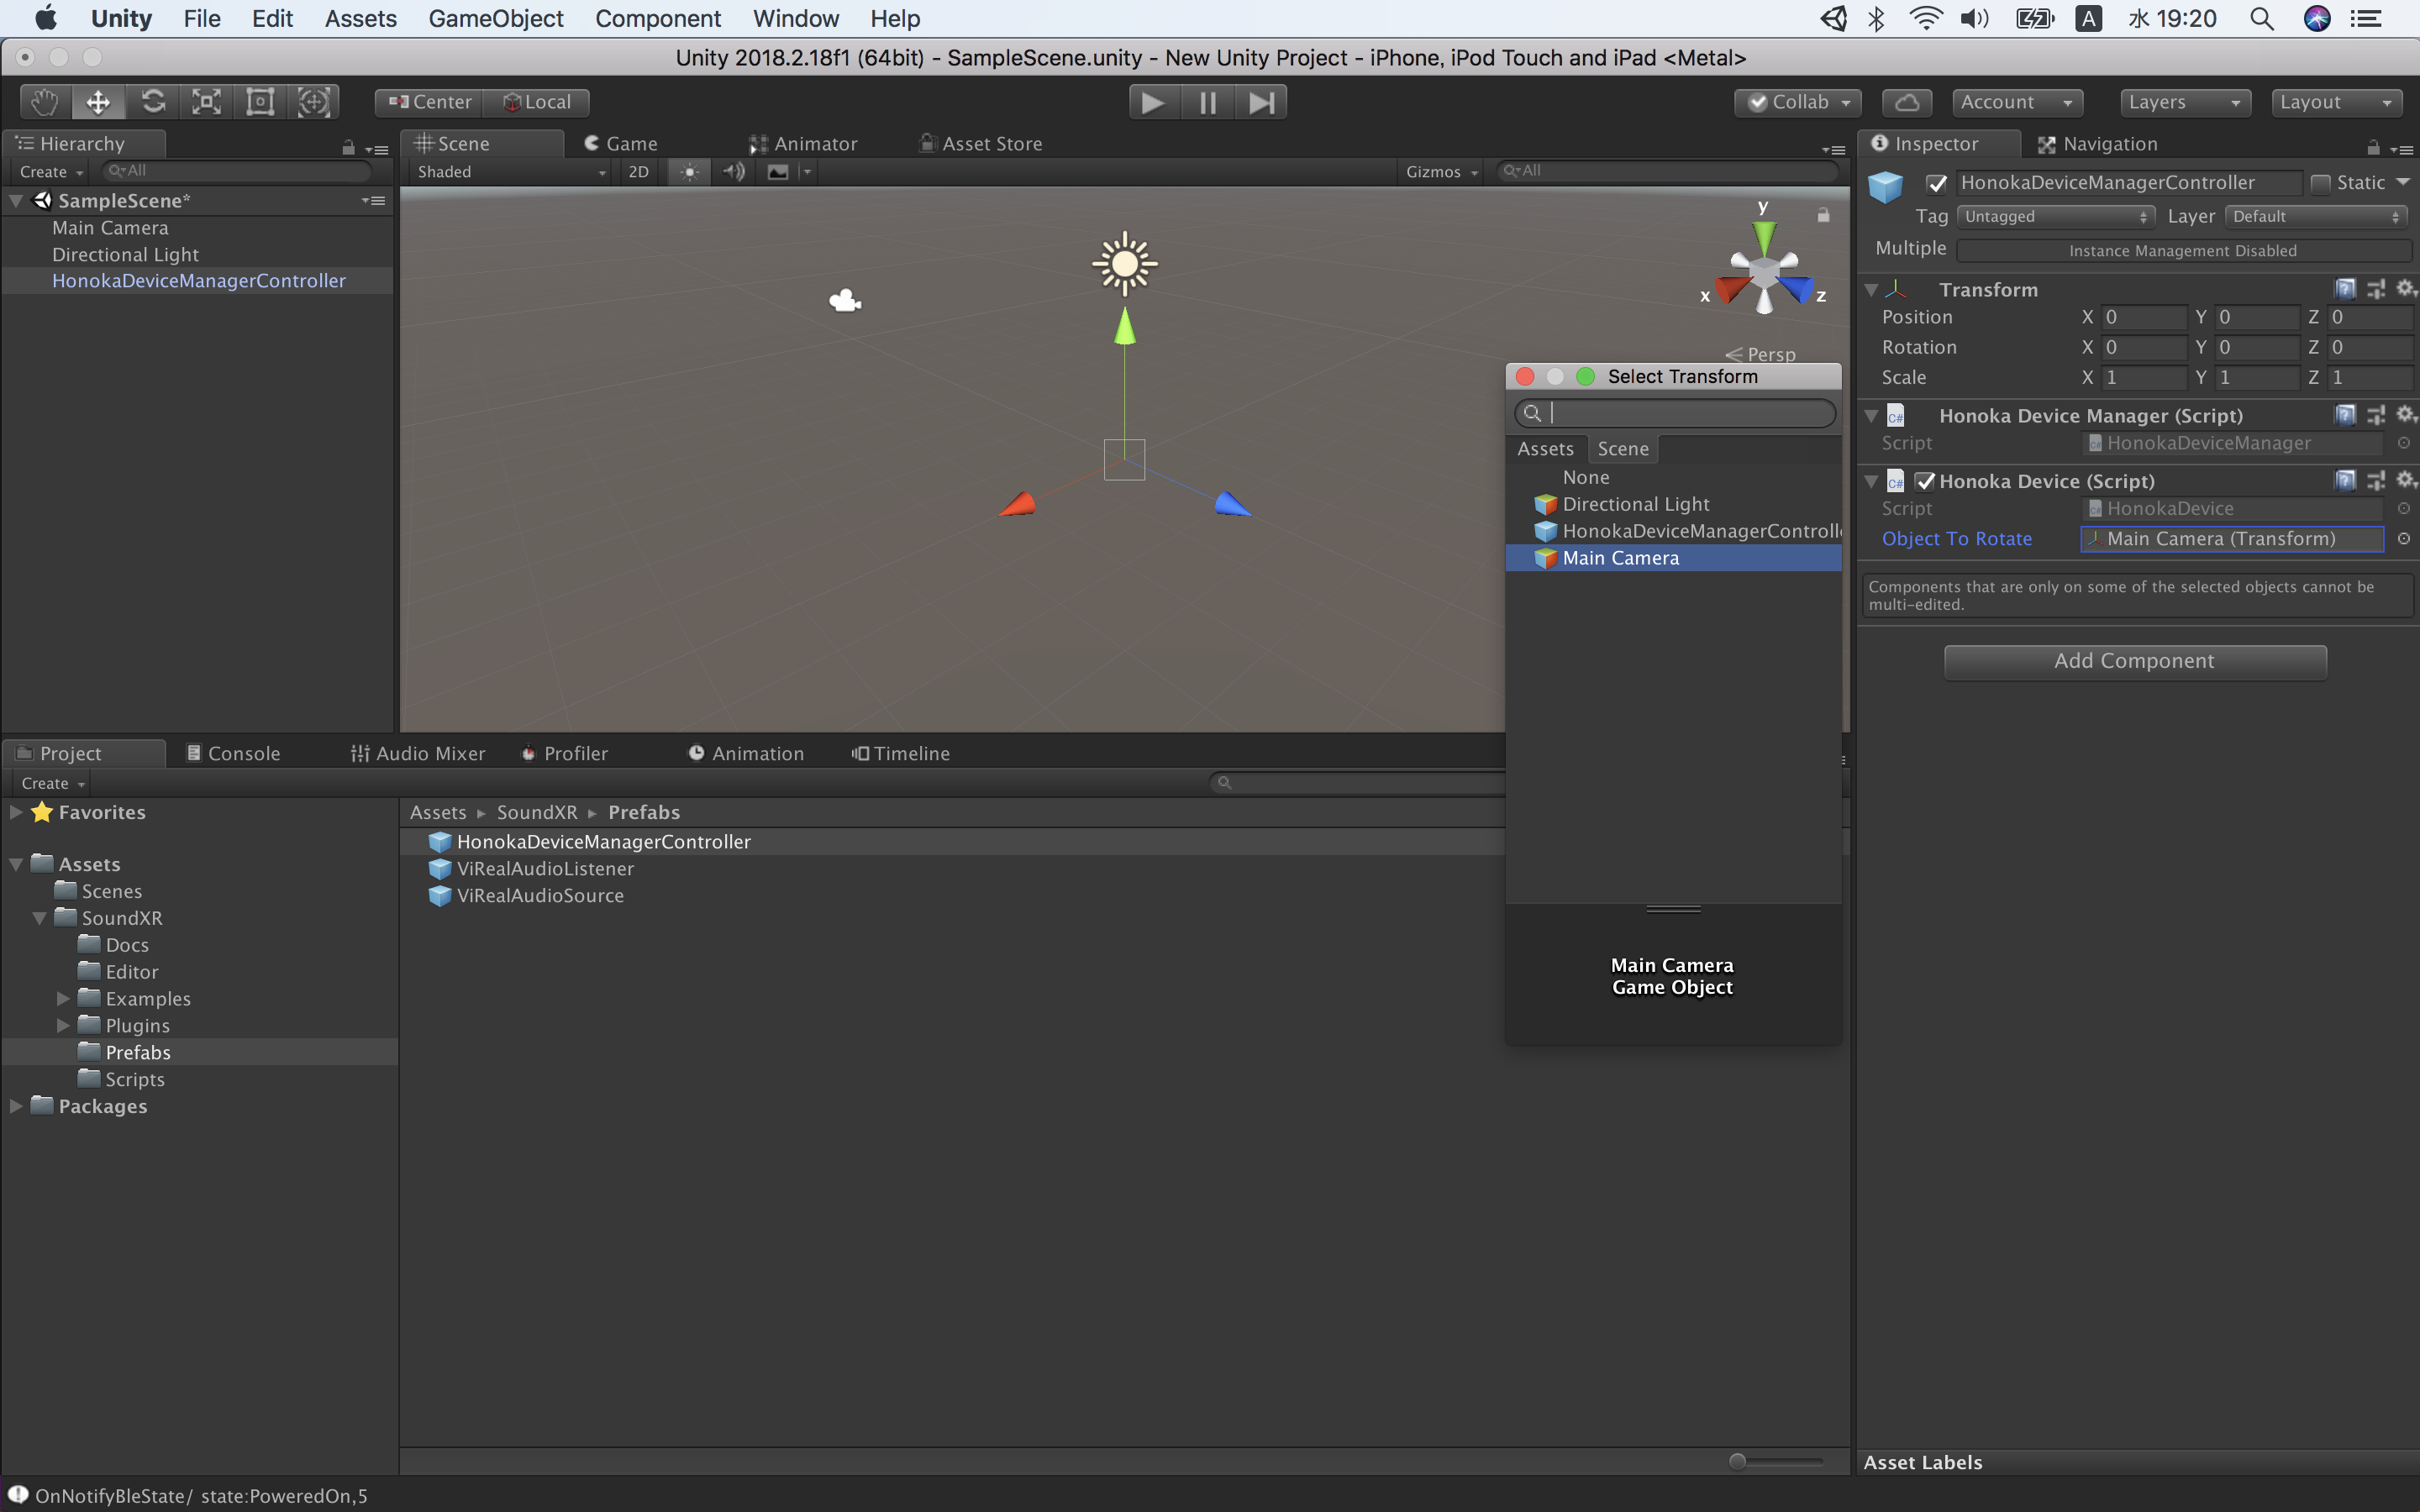 Unity File Edit Assets GameObject Component Window Help A 水 19:20
Unity 2018.2.18f1 (64bit) - SampleScene.unity - New Unity Project - iPhone, iPod Touch and iPad <Metal>
Center Local Collab Account Layers Layout
Hierarchy
Create All
SampleScene*
Main Camera
Directional Light
HonokaDeviceManagerController
Scene Game Animator Asset Store
Shaded 2D Gizmos All
y
x z
Persp
Select Transform
Assets Scene
None
Directional Light
HonokaDeviceManagerControlle
Main Camera
Main Camera
Game Object
Inspector Navigation
HonokaDeviceManagerController Static
Tag Untagged Layer Default
Multiple Instance Management Disabled
Transform
Position X 0 Y 0 Z 0
Rotation X 0 Y 0 Z 0
Scale X 1 Y 1 Z 1
C# Honoka Device Manager (Script)
Script HonokaDeviceManager
C# Honoka Device (Script)
Script HonokaDevice
Object To Rotate Main Camera (Transform)
Components that are only on some of the selected objects cannot be
multi-edited.
Add Component
Asset Labels
Project Console Audio Mixer Profiler Animation Timeline
Create
Favorites
Assets
Scenes
SoundXR
Docs
Editor
Examples
Plugins
Prefabs
Scripts
Packages
Assets SoundXR Prefabs
HonokaDeviceManagerController
ViRealAudioListener
ViRealAudioSource
OnNotifyBleState/ state:PoweredOn,5